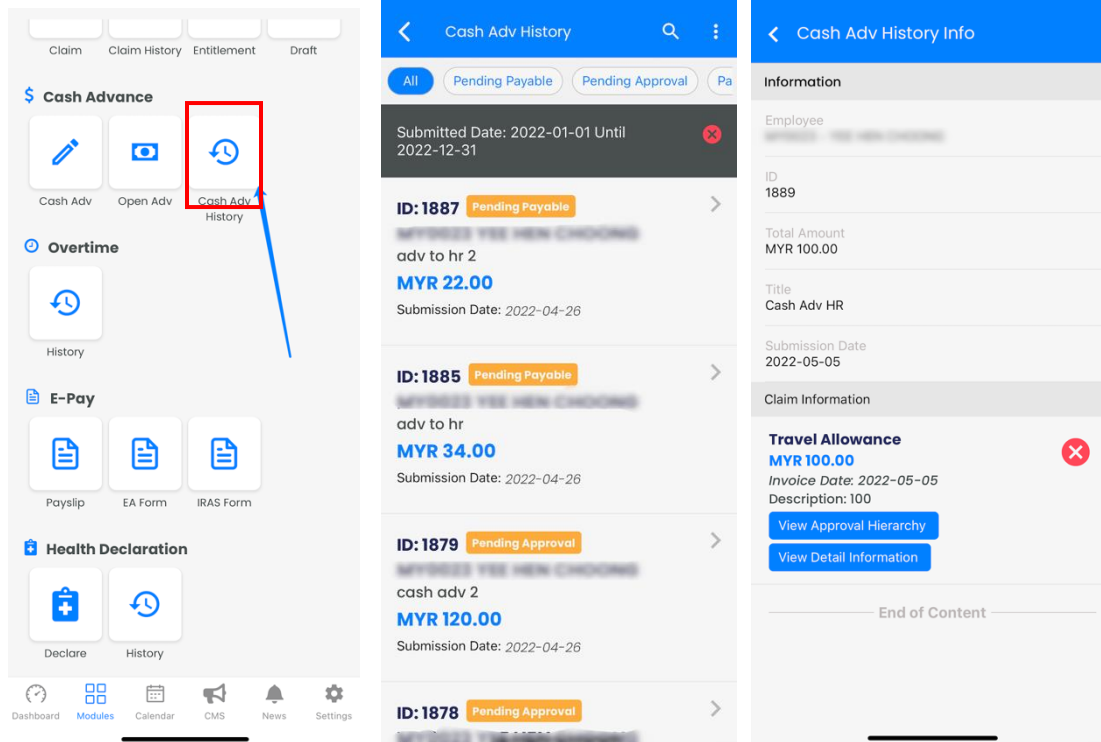 Claim
Claim History
Entitlement
Draft
Cash Advance
Cash Adv
Open Adv
Cash Adv
History
Overtime
History
E-Pay
Payslip
EA Form
IRAS Form
Health Declaration
Declare
History
Dashboard
Modules
Calendar
CMS
News
Settings
Cash Adv History
All
Pending Payable
Pending Approval
Pa
Submitted Date: 2022-01-01 Until
2022-12-31
ID: 1887 Pending Payable
adv to hr 2
MYR 22.00
Submission Date: 2022-04-26
ID: 1885 Pending Payable
adv to hr
MYR 34.00
Submission Date: 2022-04-26
ID: 1879 Pending Approval
cash adv 2
MYR 120.00
Submission Date: 2022-04-26
ID: 1878 Pending Approval
Cash Adv History Info
Information
Employee
ID
1889
Total Amount
MYR 100.00
Title
Cash Adv HR
Submission Date
2022-05-05
Claim Information
Travel Allowance
MYR 100.00
Invoice Date: 2022-05-05
Description: 100
View Approval Hierarchy
View Detail Information
End of Content